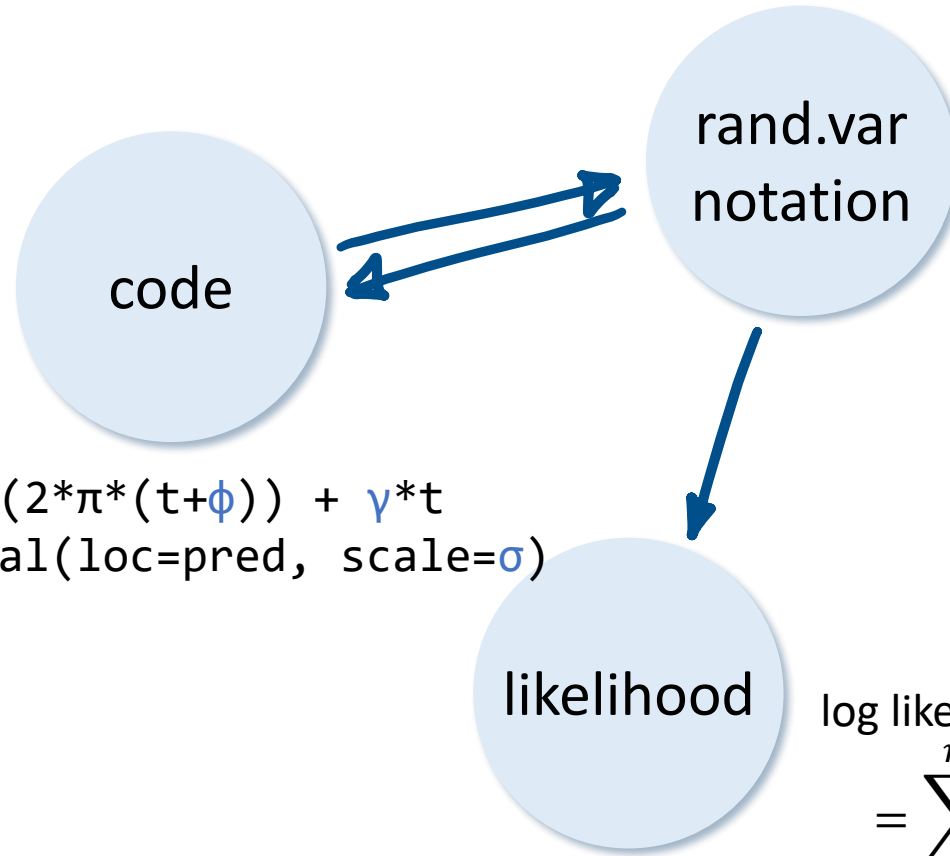 rand.var
notation
code
(2*π*(t+ϕ)) + γ*t
al(loc=pred, scale=σ)
likelihood
log like
= ∑